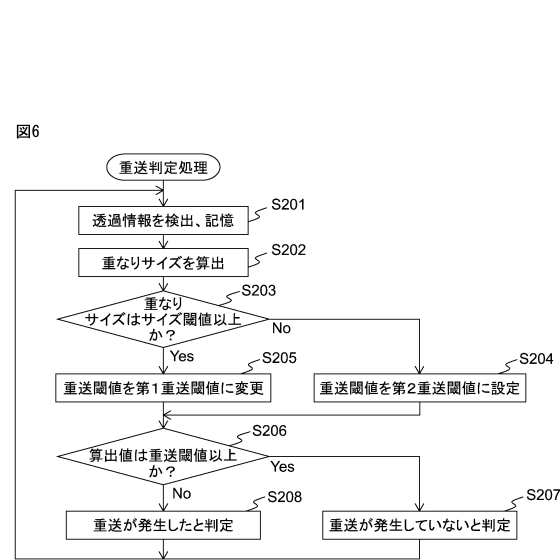 図6
重送判定処理
S201
透過情報を検出、記憶
S202
重なりサイズを算出
S203
重なり
サイズはサイズ閾値以上
か？
No
Yes
S205
重送閾値を第１重送閾値に変更
S204
重送閾値を第２重送閾値に設定
S206
算出値は重送閾値以上
か？
Yes
No
S208
重送が発生したと判定
S207
重送が発生していないと判定